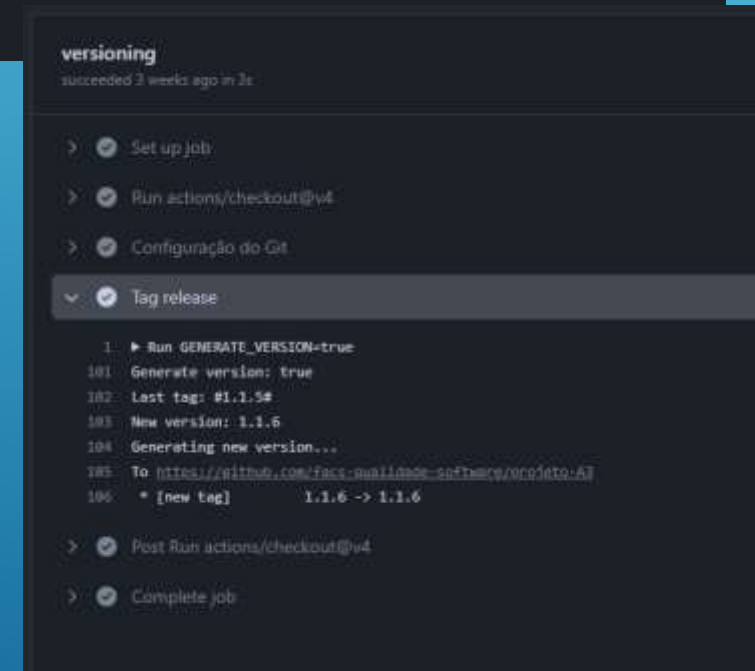 versioning
succeeded 3 weeks ago in 3s
Set up job
Run actions/checkout@v4
Configuração do Git
Tag release
1 Run GENERATE_VERSION=true
101 Generate version: true
102 Last tag: #1.1.5#
103 New version: 1.1.6
104 Generating new version...
105 To https://github.com/facs-qualidade-software/projeto-A3
106 * [new tag] 1.1.6 -> 1.1.6
Post Run actions/checkout@v4
Complete job